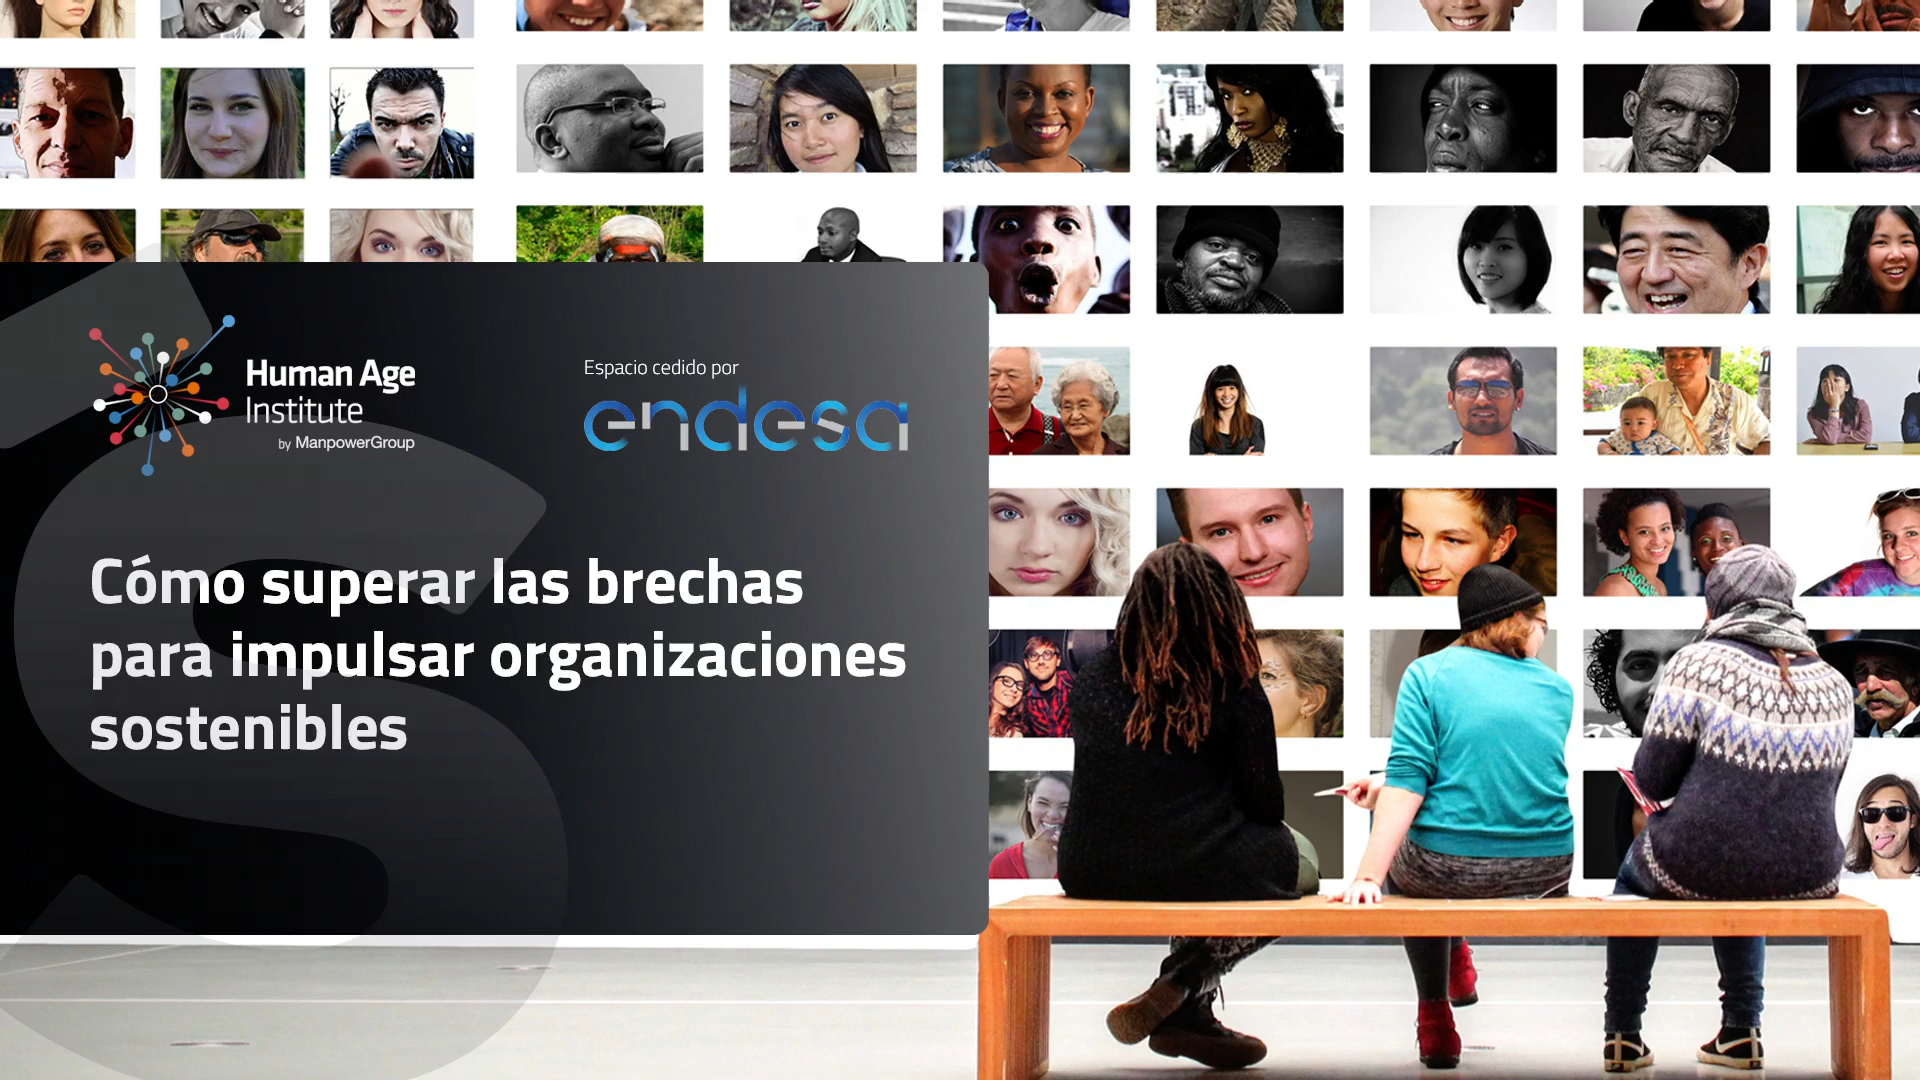 Human Age
Institute
by ManpowerGroup
Espacio cedido por
endesa
Cómo superar las brechas
para impulsar organizaciones
sostenibles